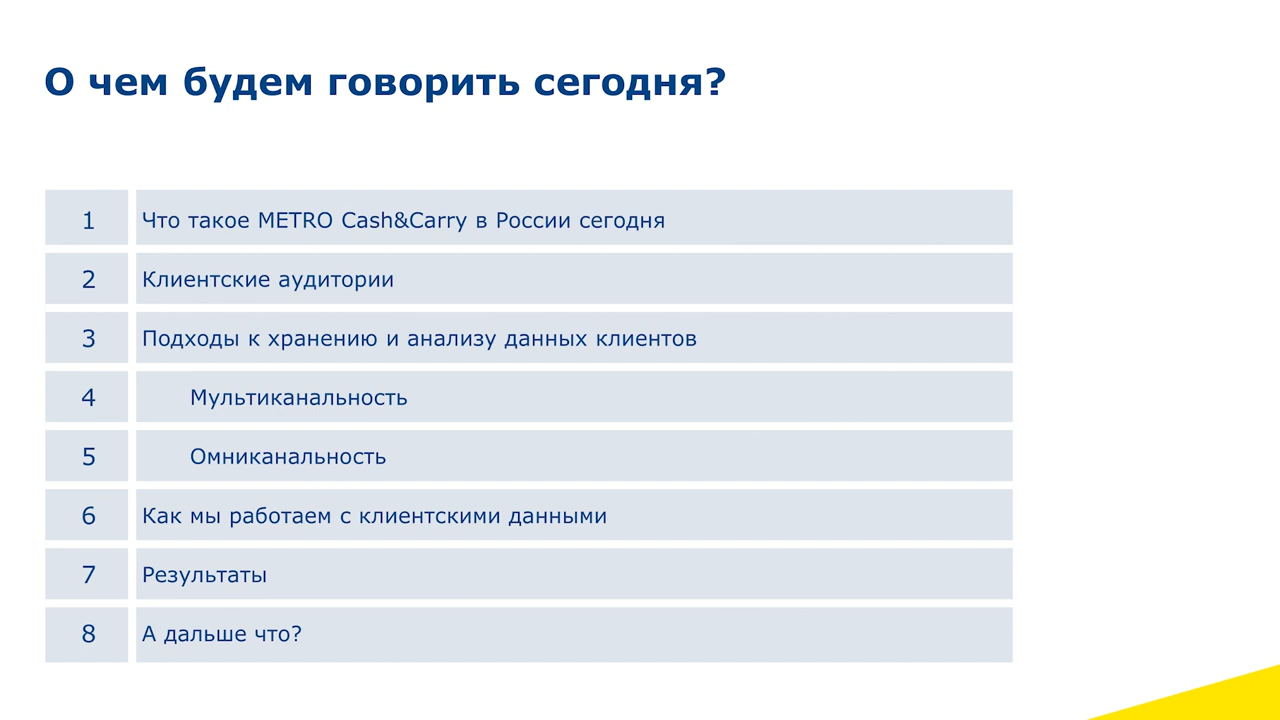 О чем будем говорить сегодня?
1 Что такое METRO Cash&Carry в России сегодня
2 Клиентские аудитории
3 Подходы к хранению и анализу данных клиентов
4 Мультиканальность
5 Омниканальность
6 Как мы работаем с клиентскими данными
7 Результаты
8 А дальше что?